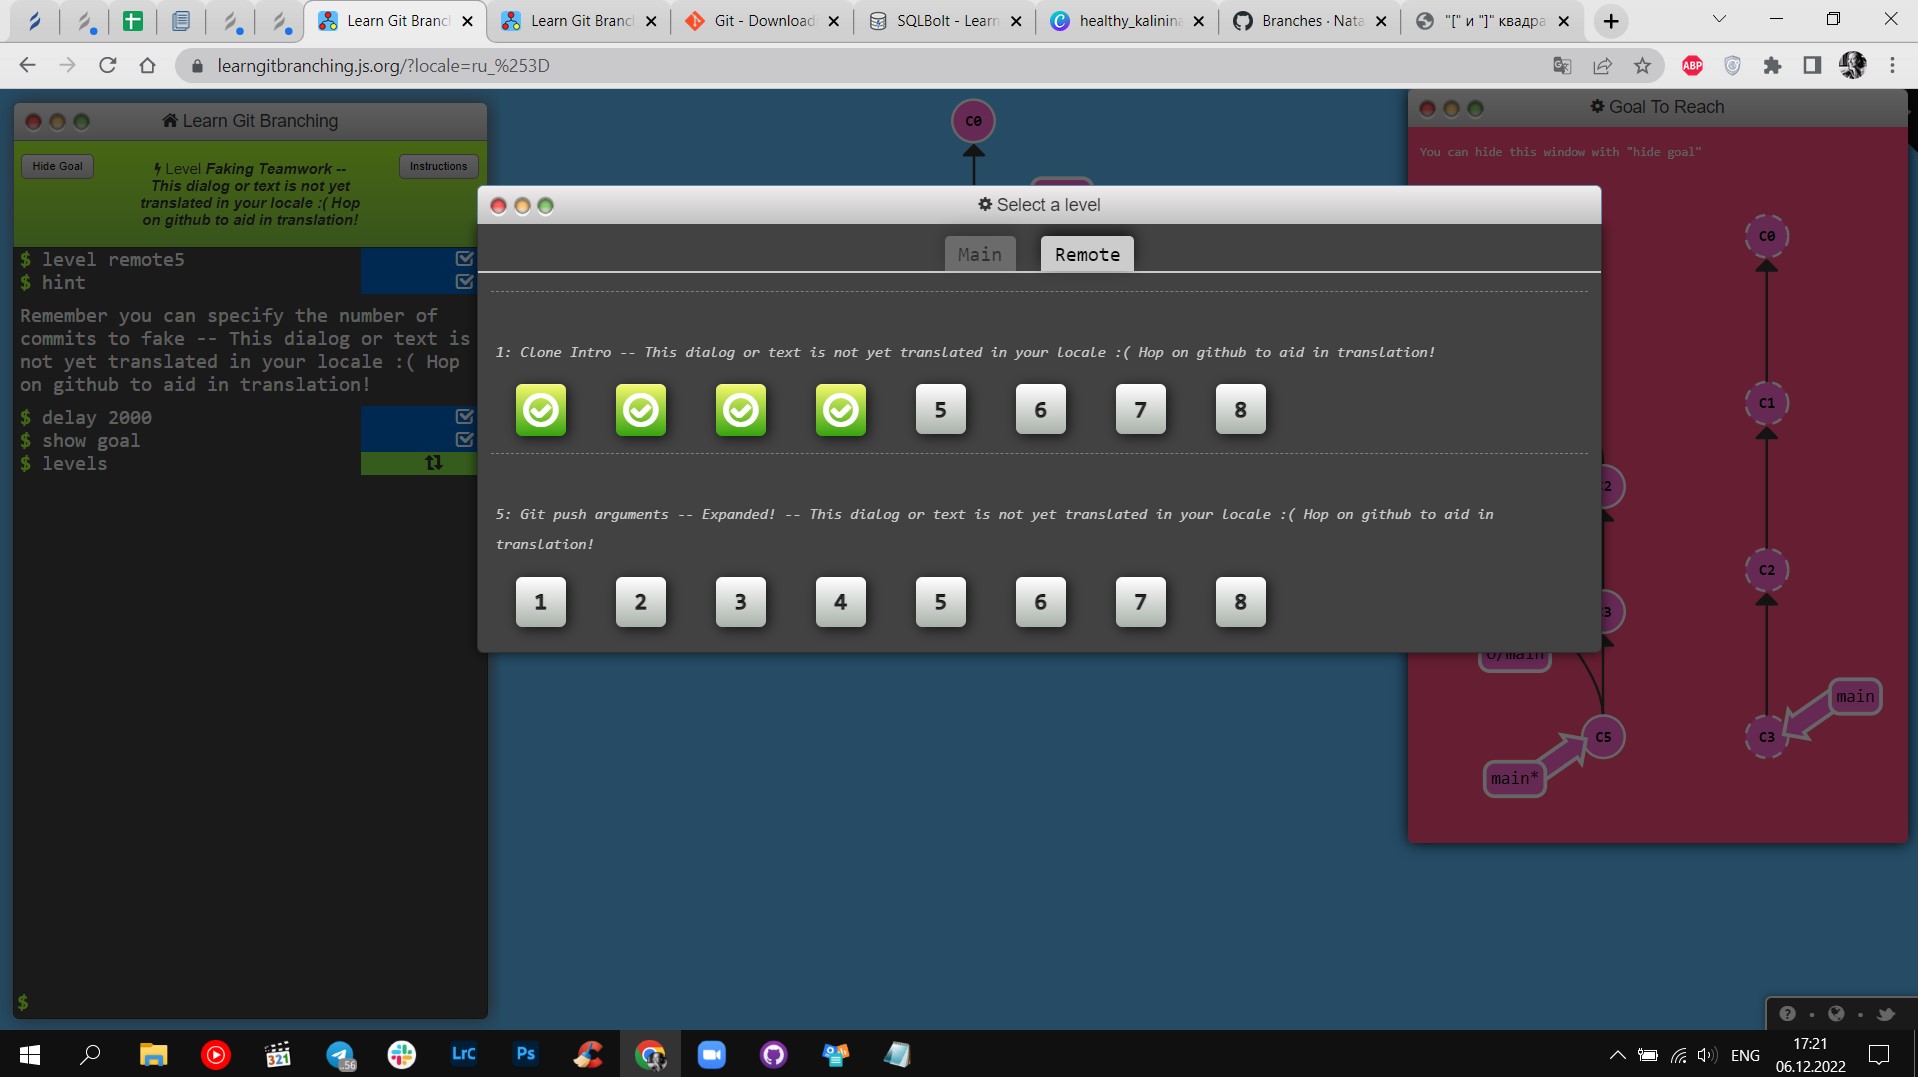 Learn Git Branc
Learn Git Branc
Git - Download
SQLBolt - Learn
healthy_kalinina
Branches · Nata
"[" и "]" квадра
learngitbranching.js.org/?locale=ru_%253D
ABP
Learn Git Branching
Hide Goal
Instructions
Level Faking Teamwork --
This dialog or text is not yet
translated in your locale :( Hop
on github to aid in translation!
$ level remote5
$ hint
Remember you can specify the number of
commits to fake -- This dialog or text is
not yet translated in your locale :( Hop
on github to aid in translation!
$ delay 2000
$ show goal
$ levels
$
C0
Select a level
Main
Remote
1: Clone Intro -- This dialog or text is not yet translated in your locale :( Hop on github to aid in translation!
5 6 7 8
5: Git push arguments -- Expanded! -- This dialog or text is not yet translated in your locale :( Hop on github to aid in
translation!
1 2 3 4 5 6 7 8
Goal To Reach
You can hide this window with "hide goal"
C0
C1
2
C2
3
o/main
main
C5
C3
main*
321
56
LrC
Ps
ENG
17:21
06.12.2022